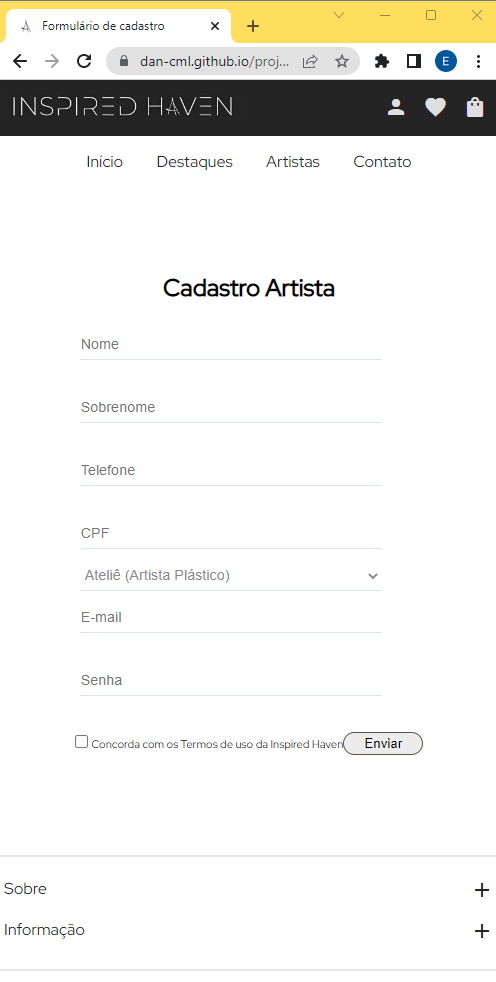 Formulário de cadastro
dan-cml.github.io/proj...
E
INSPIRED HAVEN
Início Destaques Artistas Contato
Cadastro Artista
Nome
Sobrenome
Telefone
CPF
Ateliê (Artista Plástico)
E-mail
Senha
Concorda com os Termos de uso da Inspired Haven Enviar
Sobre
Informação